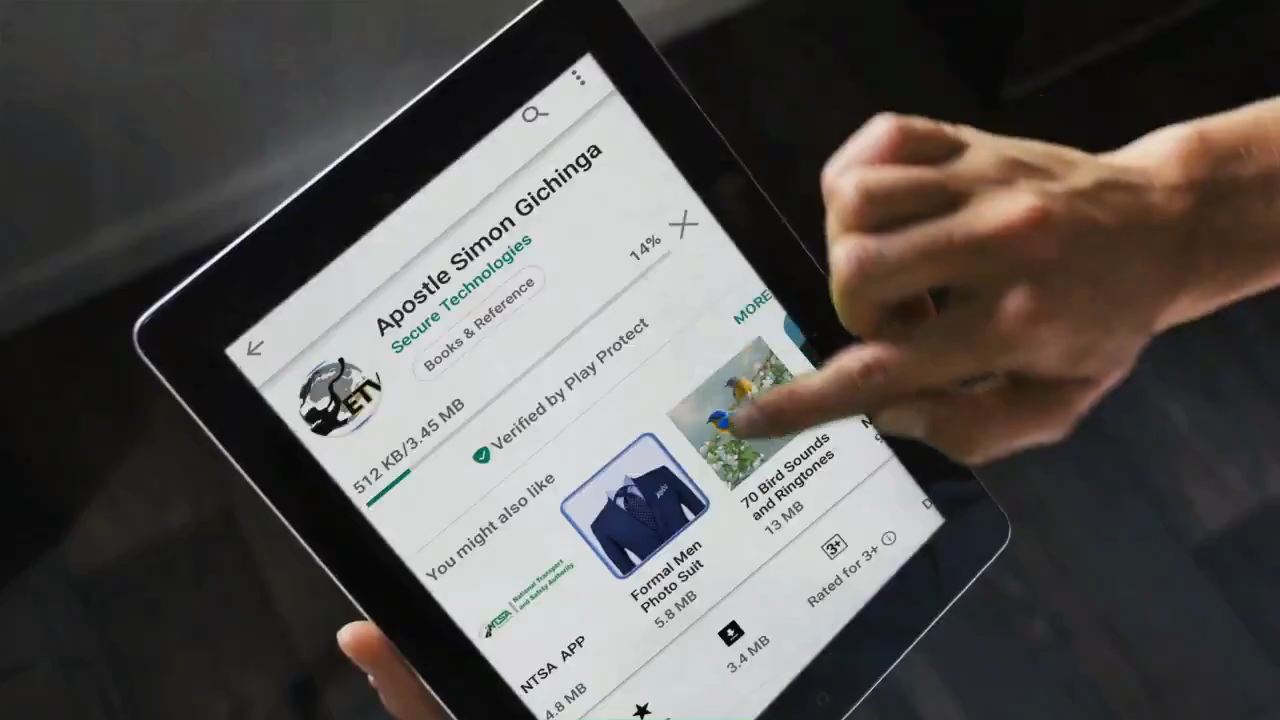 Apostle Simon Gichinga
Secure Technologies
Books & Reference
ETV
512 KB/3.45 MB
14%
Verified by Play Protect
You might also like
MORE
NTSA
National Transport
and Safety Authority
NTSA APP
4.8 MB
Formal Men
Photo Suit
5.8 MB
70 Bird Sounds
and Ringtones
13 MB
3.4 MB
3+
Rated for 3+